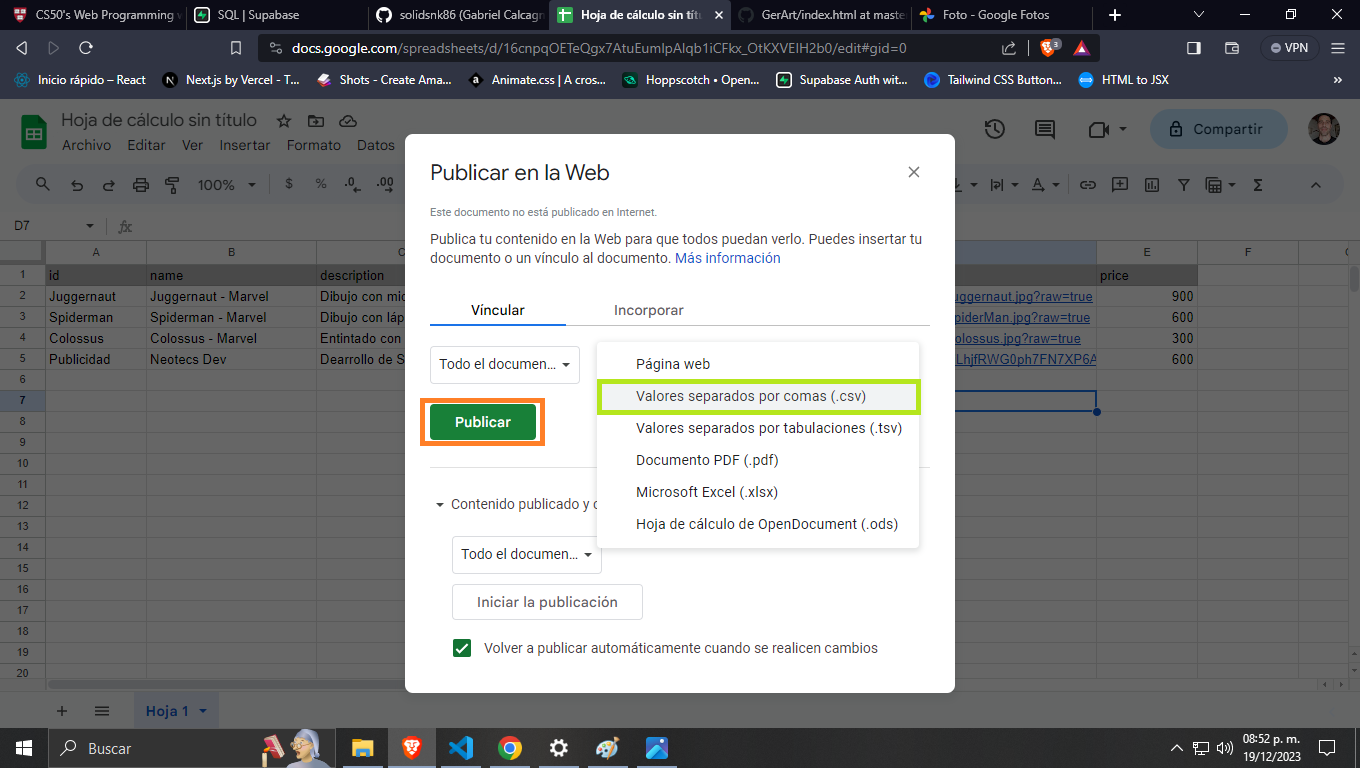 CS50's Web Programming w
SQL | Supabase
solidsnk86 (Gabriel Calcagn
Hoja de cálculo sin títu
GerArt/index.html at maste
Foto - Google Fotos
docs.google.com/spreadsheets/d/16cnpqOETeQgx7AtuEumIpAlqb1iCFkx_OtKXVElH2b0/edit#gid=0
3
VPN
Inicio rápido – React
Next.js by Vercel - T...
Shots - Create Ama...
Animate.css | A cros...
Hoppscotch • Open...
Supabase Auth wit...
Tailwind CSS Button...
HTML to JSX
»
Hoja de cálculo sin título
Archivo Editar Ver Insertar Formato Datos
Compartir
100% $ % .0 .00
D7
fx
A B C E F
1 id name description price
2 Juggernaut Juggernaut - Marvel Dibujo con mic uggernaut.jpg?raw=true 900
3 Spiderman Spiderman - Marvel Dibujo con láp piderMan.jpg?raw=true 600
4 Colossus Colossus - Marvel Entintado con olossus.jpg?raw=true 300
5 Publicidad Neotecs Dev Dearrollo de S LhjfRWG0ph7FN7XP6A 600
6
7
8
9
10
11
12
13
14
15
16
17
18
19
20
Publicar en la Web
Este documento no está publicado en Internet.
Publica tu contenido en la Web para que todos puedan verlo. Puedes insertar tu
documento o un vínculo al documento. Más información
Vínculo
Incorporar
Todo el documen...
Página web
Valores separados por comas (.csv)
Valores separados por tabulaciones (.tsv)
Documento PDF (.pdf)
Microsoft Excel (.xlsx)
Hoja de cálculo de OpenDocument (.ods)
Publicar
Contenido publicado y c
Todo el documen...
Iniciar la publicación
Volver a publicar automáticamente cuando se realicen cambios
Hoja 1
Buscar
08:52 p. m.
19/12/2023